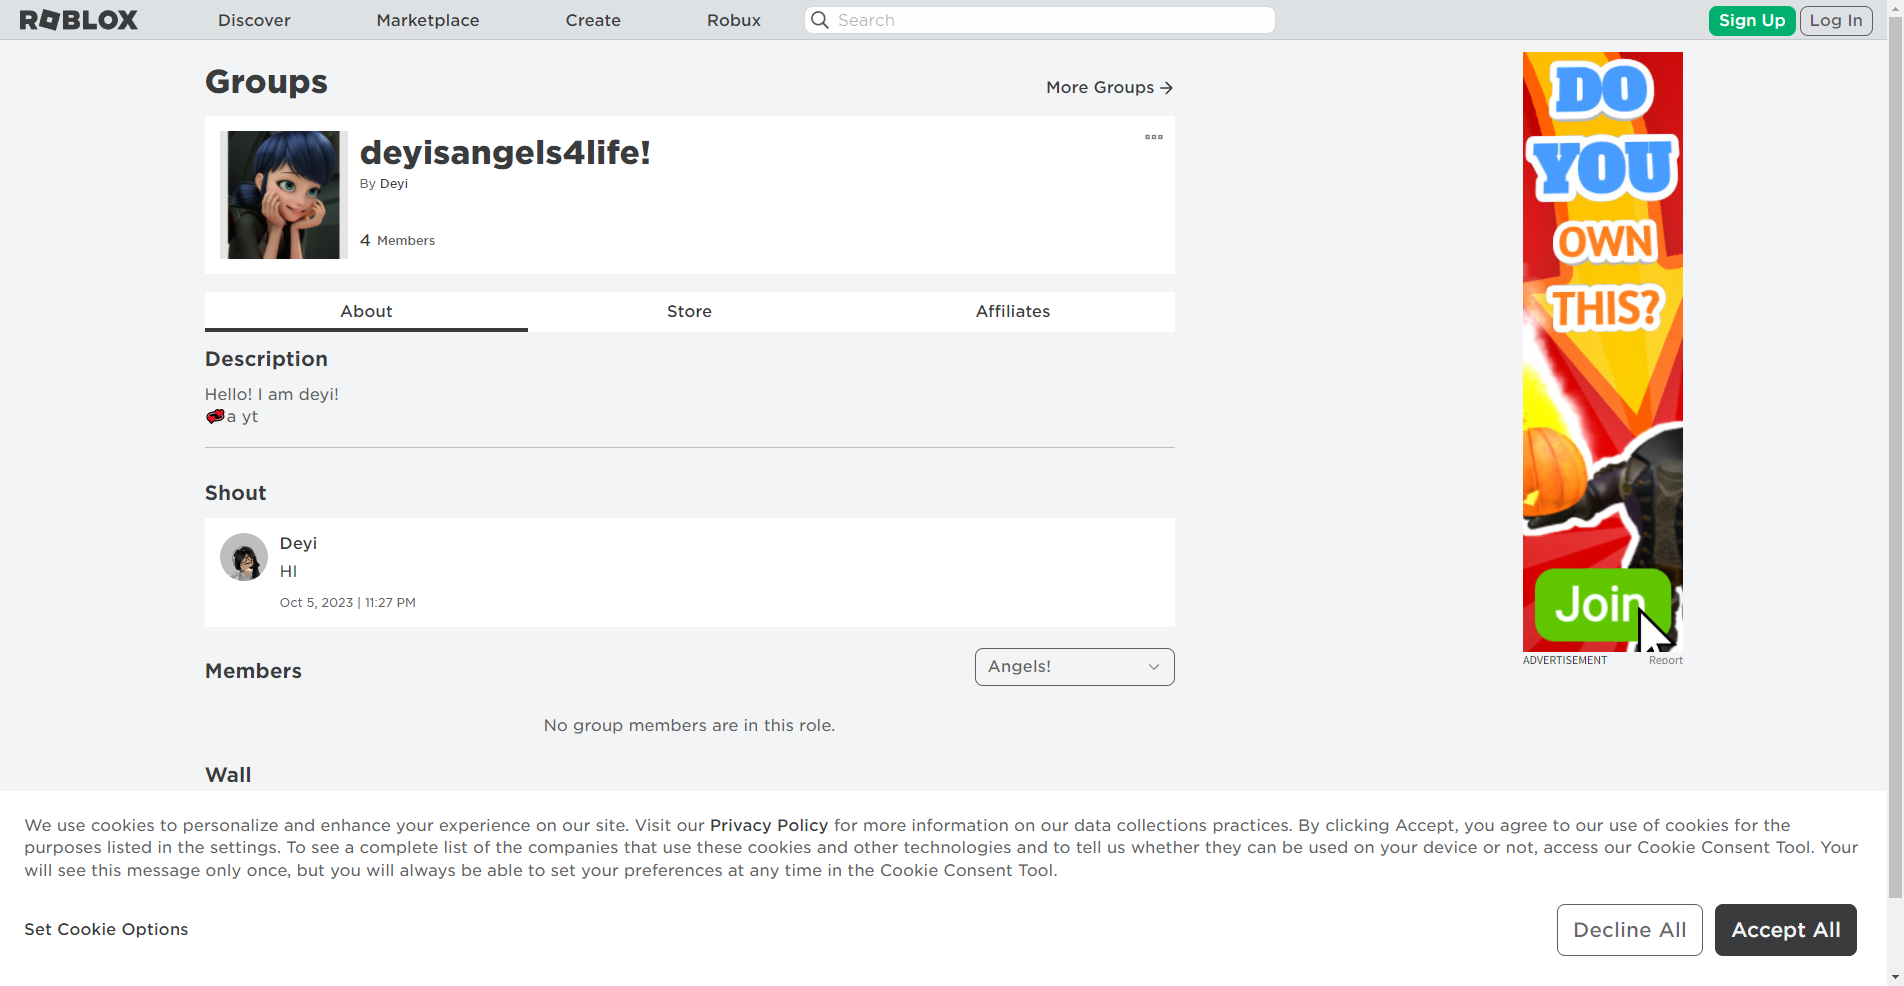 ROBLOX
Discover
Marketplace
Create
Robux
Search
Sign Up
Log In
Groups
More Groups →
deyisangels4life!
By Deyi
4 Members
About
Store
Affiliates
Description
Hello! I am deyi!
a yt
Shout
Deyi
HI
Oct 5, 2023 | 11:27 PM
Members
Angels!
No group members are in this role.
Wall
DO
YOU
OWN
THIS?
Join
ADVERTISEMENT
Report
We use cookies to personalize and enhance your experience on our site. Visit our Privacy Policy for more information on our data collections practices. By clicking Accept, you agree to our use of cookies for the
purposes listed in the settings. To see a complete list of the companies that use these cookies and other technologies and to tell us whether they can be used on your device or not, access our Cookie Consent Tool. Your
will see this message only once, but you will always be able to set your preferences at any time in the Cookie Consent Tool.
Set Cookie Options
Decline All
Accept All